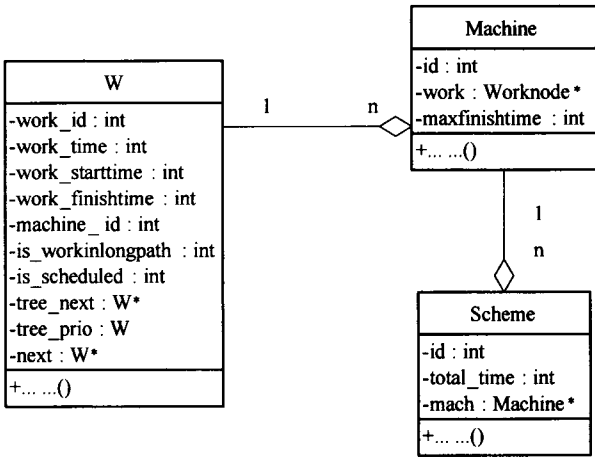 W
-work_id : int
-work_time : int
-work_starttime : int
-work_finishtime : int
-machine_id : int
-is_workinlongpath : int
-is_scheduled : int
-tree_next : W*
-tree_prio : W
-next : W*
+... ...()
1
n
Machine
-id : int
-work : Worknode*
-maxfinishtime : int
+... ...()
1
n
Scheme
-id : int
-total_time : int
-mach : Machine*
+... ...()